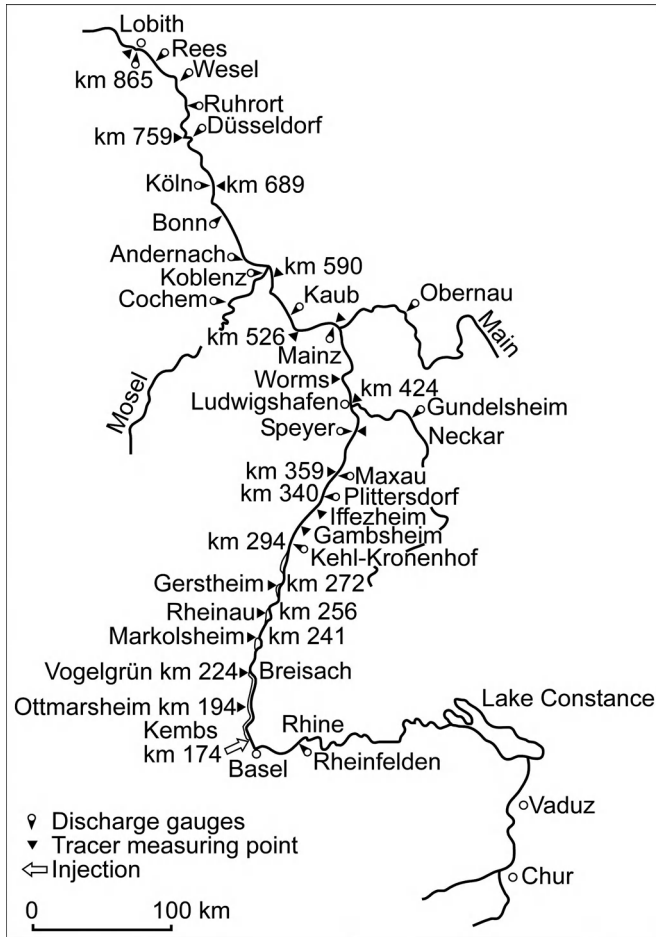 Lobith
Rees
Wesel
km 865
Ruhrort
Düsseldorf
km 759
Köln
km 689
Bonn
Andernach
Koblenz
km 590
Cochem
Kaub
Obernau
km 526
Mainz
Main
Mosel
Worms
km 424
Ludwigshafen
Gundelsheim
Speyer
Neckar
km 359
Maxau
km 340
Plittersdorf
Iffezheim
Gambsheim
km 294
Kehl-Kronenhof
Gerstheim
km 272
Rheinau
km 256
Markolsheim
km 241
Vogelgrün km 224
Breisach
Ottmarsheim km 194
Lake Constance
Kembs
km 174
Rhine
Basel
Rheinfelden
Vaduz
Discharge gauges
Tracer measuring point
Injection
Chur
0 100 km